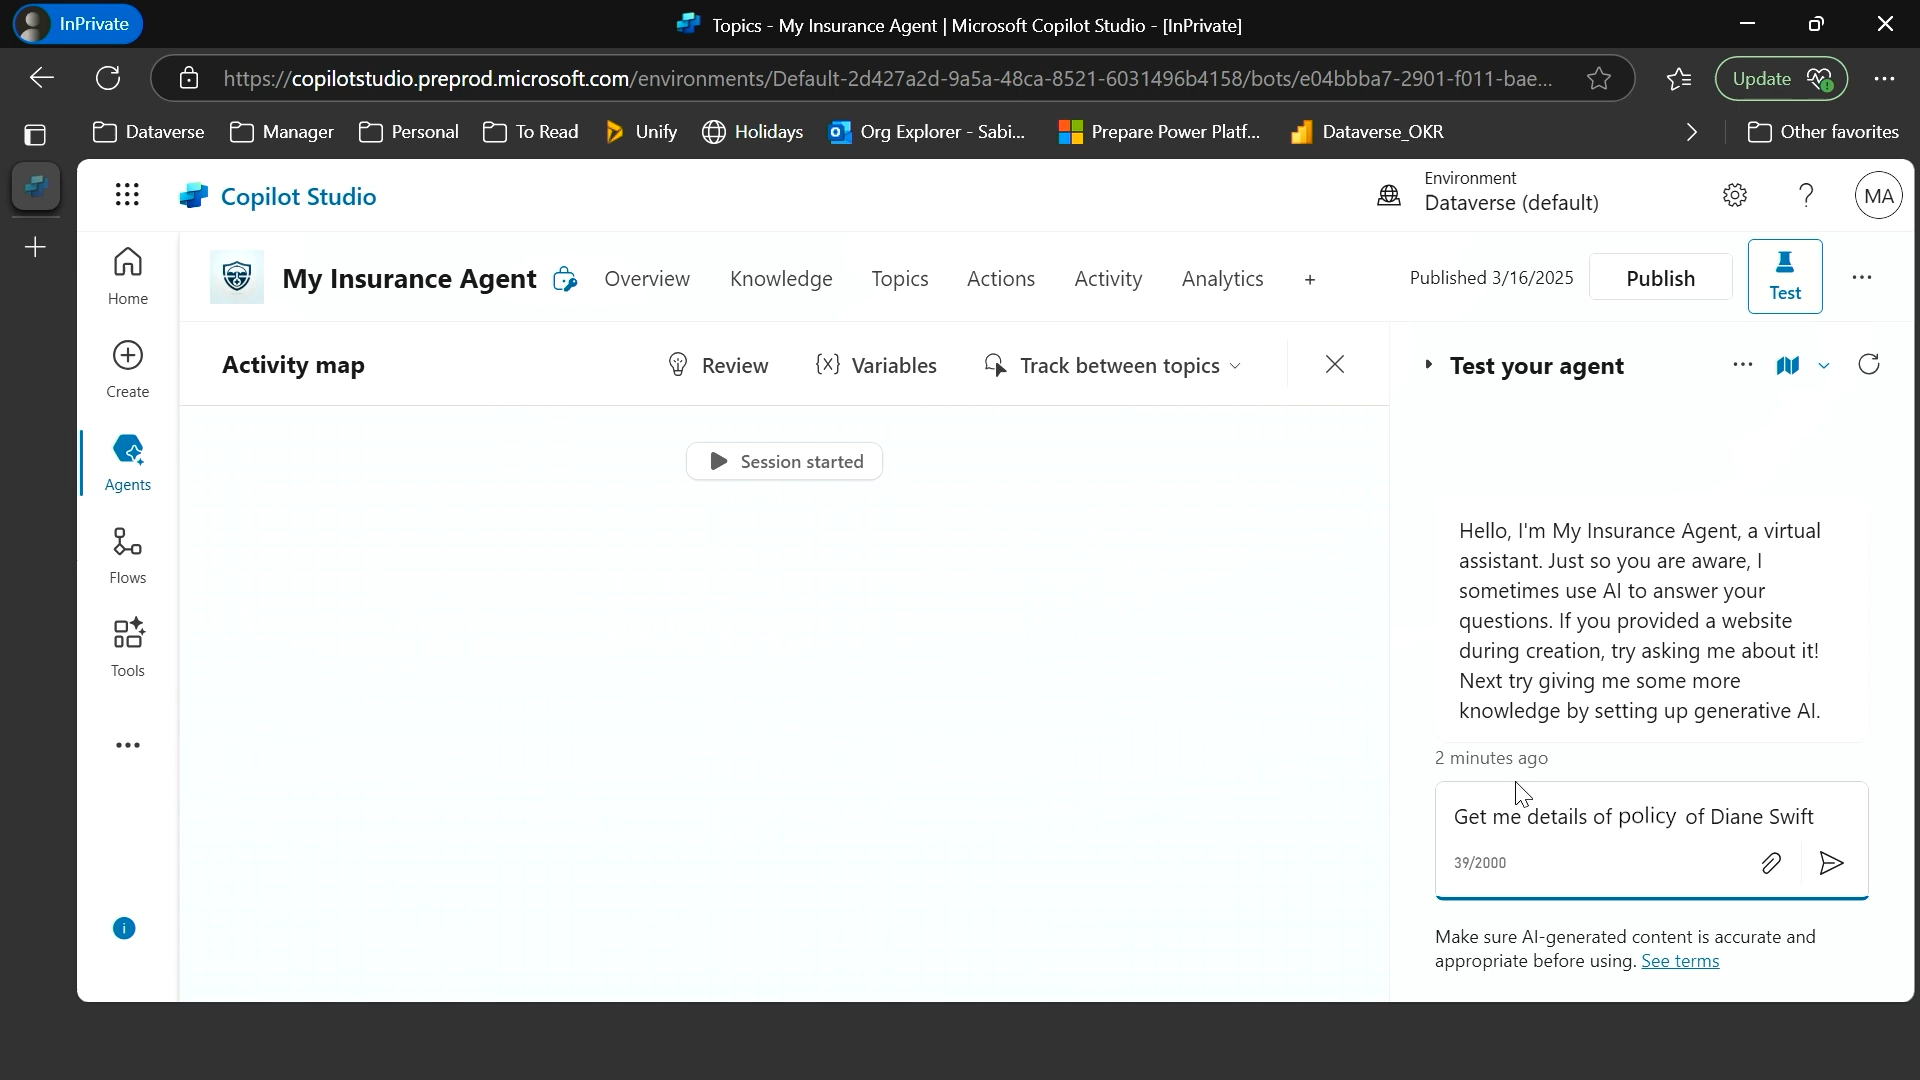 InPrivate
Topics - My Insurance Agent | Microsoft Copilot Studio - [InPrivate]
https://copilotstudio.preprod.microsoft.com/environments/Default-2d427a2d-9a5a-48ca-8521-6031496b4158/bots/e04bbba7-2901-f011-bae...
Update
Dataverse
Manager
Personal
To Read
Unify
Holidays
Org Explorer - Sabi...
Prepare Power Platf...
Dataverse_OKR
Other favorites
Copilot Studio
Environment
Dataverse (default)
MA
Home
Create
Agents
Flows
Tools
My Insurance Agent
Overview
Knowledge
Topics
Actions
Activity
Analytics
Published 3/16/2025
Publish
Test
Activity map
Review
{x} Variables
Track between topics
Session started
Test your agent
Hello, I'm My Insurance Agent, a virtual
assistant. Just so you are aware, I
sometimes use AI to answer your
questions. If you provided a website
during creation, try asking me about it!
Next try giving me some more
knowledge by setting up generative AI.
2 minutes ago
Get me details of policy of Diane Swift
39/2000
Make sure AI-generated content is accurate and
appropriate before using. See terms